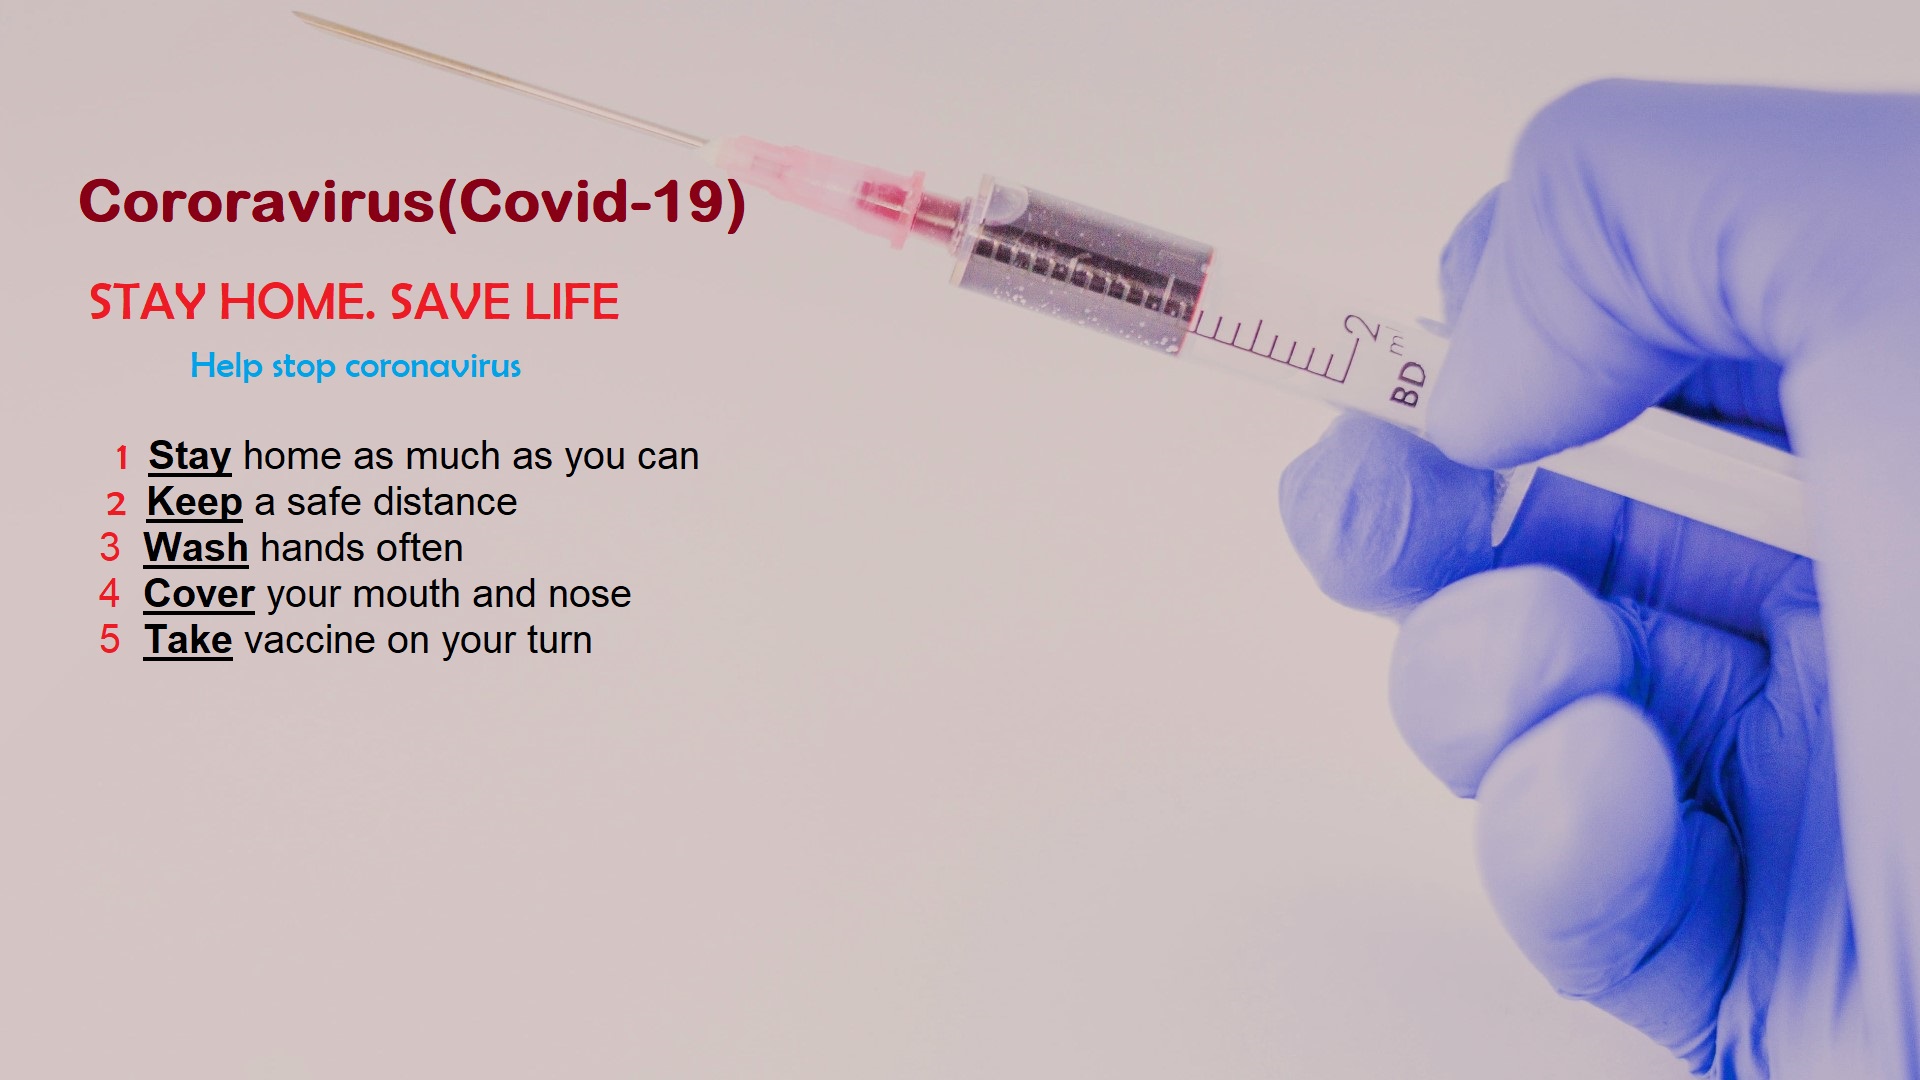 Cororavirus(Covid-19)
STAY HOME. SAVE LIFE
Help stop coronavirus
1 Stay home as much as you can
2 Keep a safe distance
3 Wash hands often
4 Cover your mouth and nose
5 Take vaccine on your turn
2 ml
BD